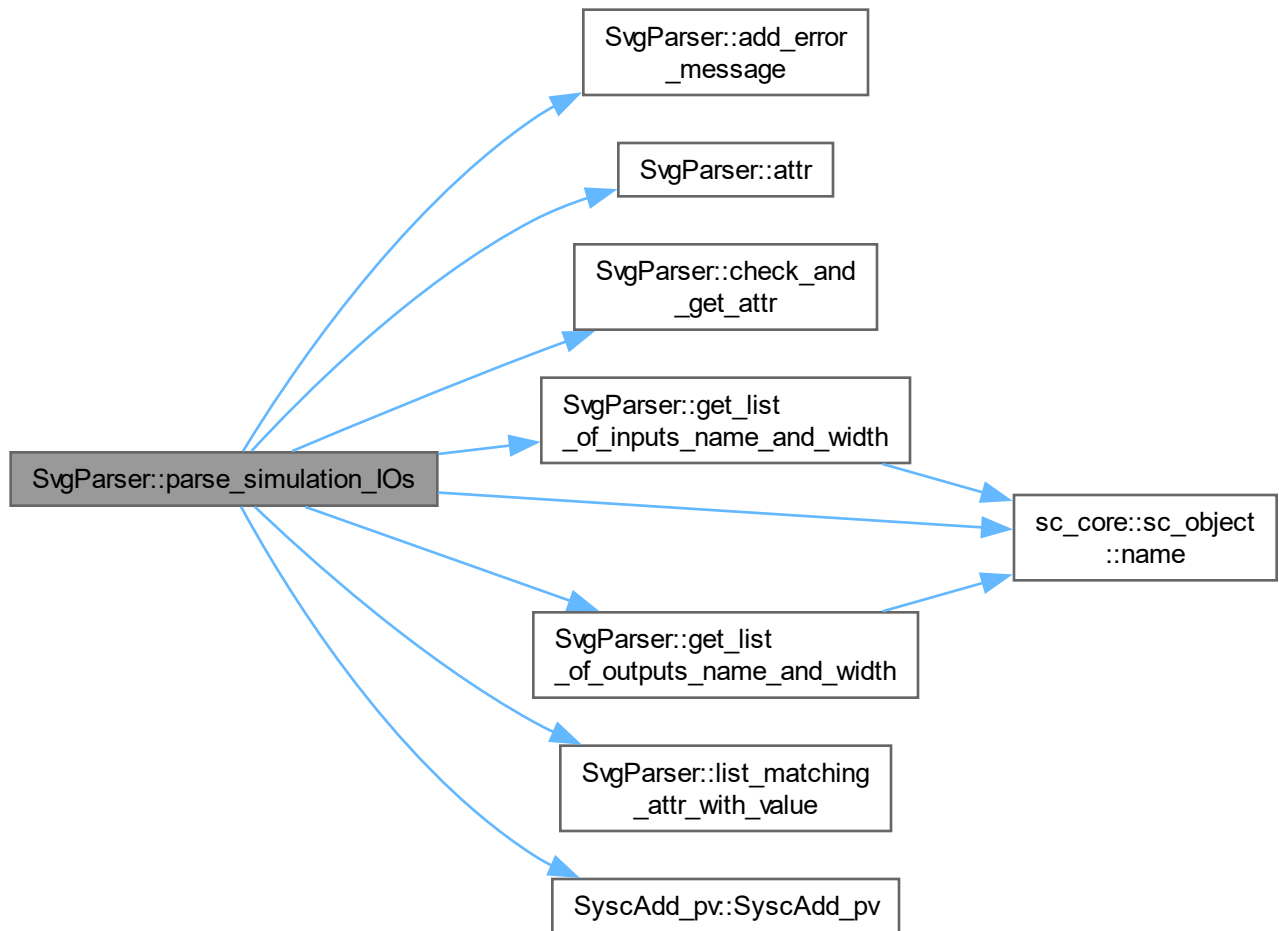 SvgParser::add_error
_message
SvgParser::attr
SvgParser::check_and
_get_attr
SvgParser::get_list
_of_inputs_name_and_width
SvgParser::parse_simulation_IOs
sc_core::sc_object
::name
SvgParser::get_list
_of_outputs_name_and_width
SvgParser::list_matching
_attr_with_value
SyscAdd_pv::SyscAdd_pv